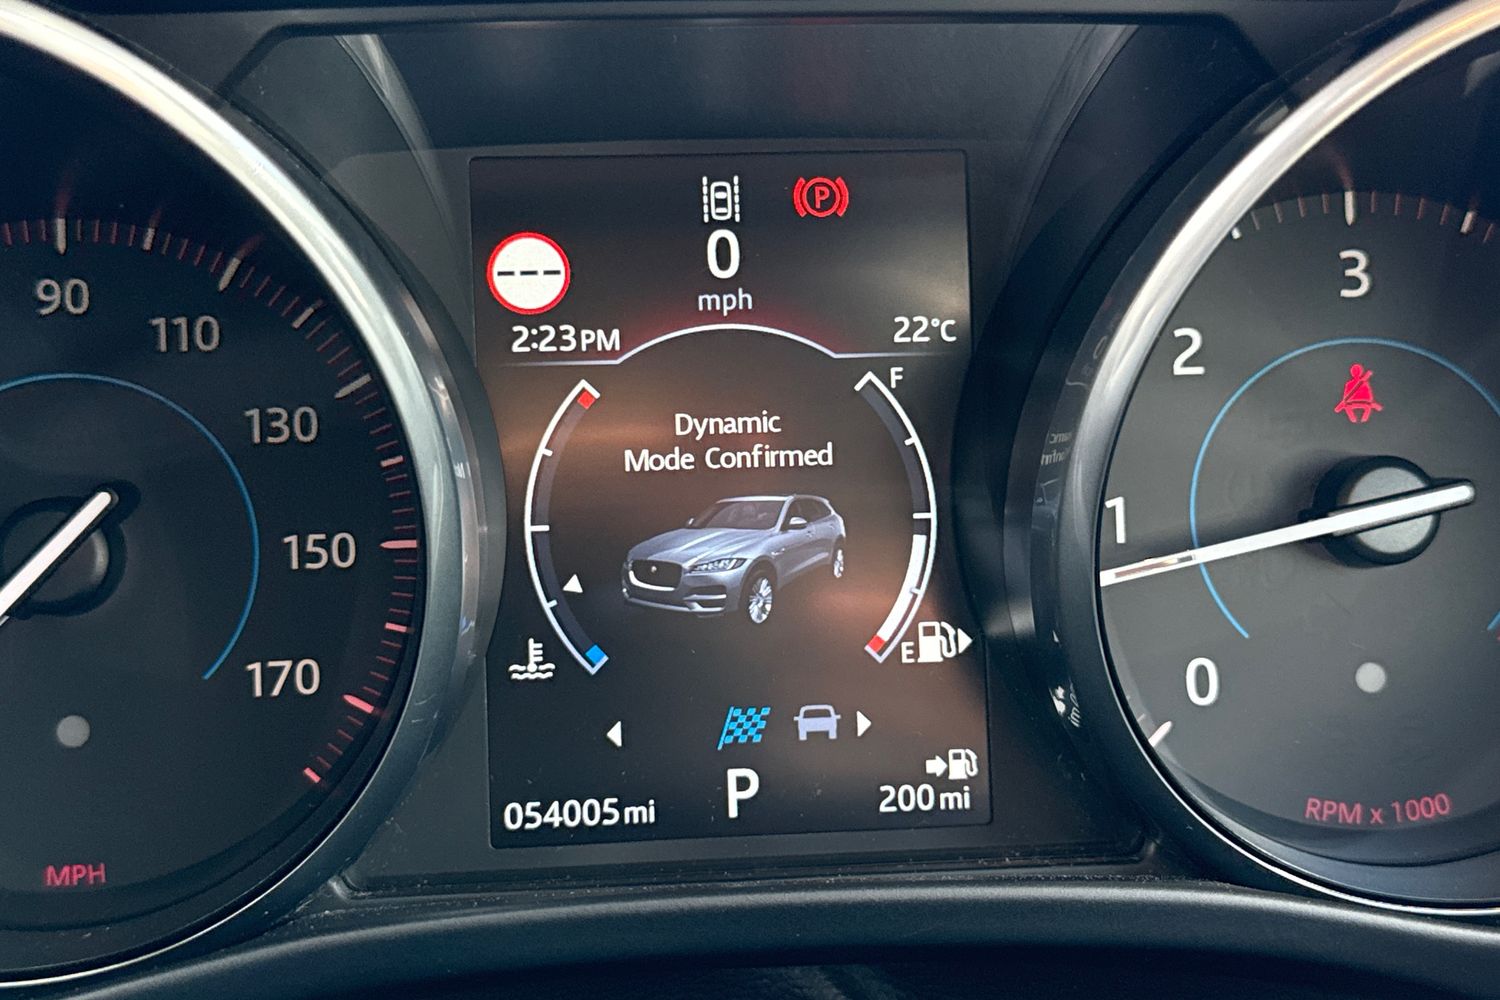 P
0
mph
2:23PM
22°C
F
Dynamic
Mode Confirmed
E
P
054005mi
200mi
90
110
130
150
170
MPH
3
2
1
0
RPM x 1000